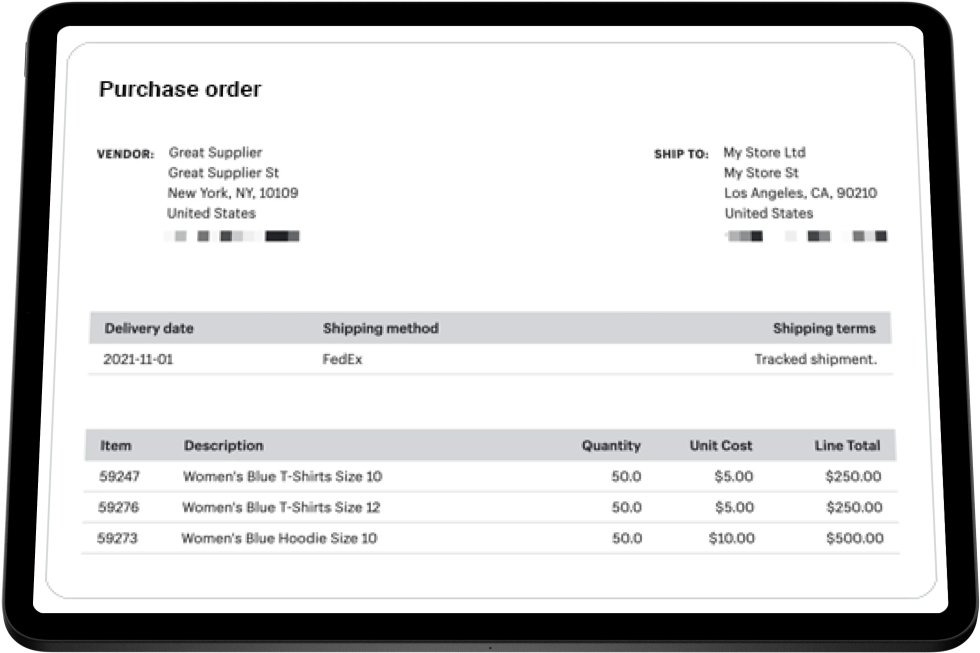 Purchase order
VENDOR: Great Supplier
Great Supplier St
New York, NY, 10109
United States
SHIP TO: My Store Ltd
My Store St
Los Angeles, CA, 90210
United States
Delivery date Shipping method Shipping terms
2021-11-01 FedEx Tracked shipment.
Item Description Quantity Unit Cost Line Total
59247 Women's Blue T-Shirts Size 10 50.0 $5.00 $250.00
59276 Women's Blue T-Shirts Size 12 50.0 $5.00 $250.00
59273 Women's Blue Hoodie Size 10 50.0 $10.00 $500.00